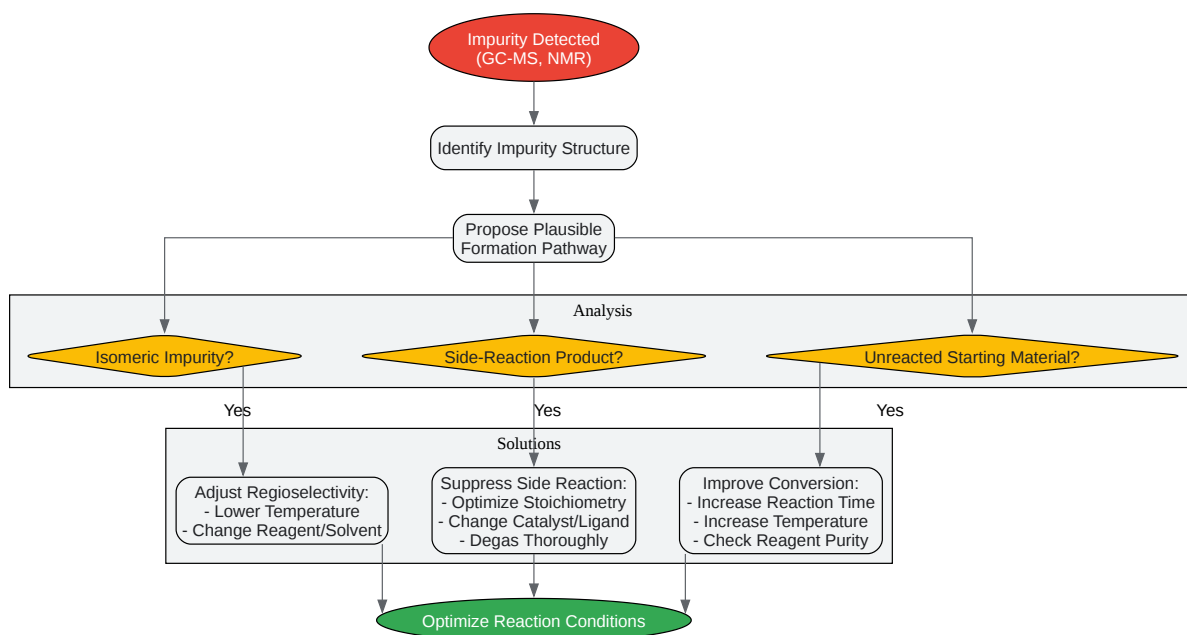 Impurity Detected
(GC-MS, NMR)
Identify Impurity Structure
Propose Plausible
Formation Pathway
Analysis
Isomeric Impurity?
Side-Reaction Product?
Unreacted Starting Material?
Yes
Yes
Yes
Solutions
Adjust Regioselectivity:
- Lower Temperature
- Change Reagent/Solvent
Suppress Side Reaction:
- Optimize Stoichiometry
- Change Catalyst/Ligand
- Degas Thoroughly
Improve Conversion:
- Increase Reaction Time
- Increase Temperature
- Check Reagent Purity
Optimize Reaction Conditions